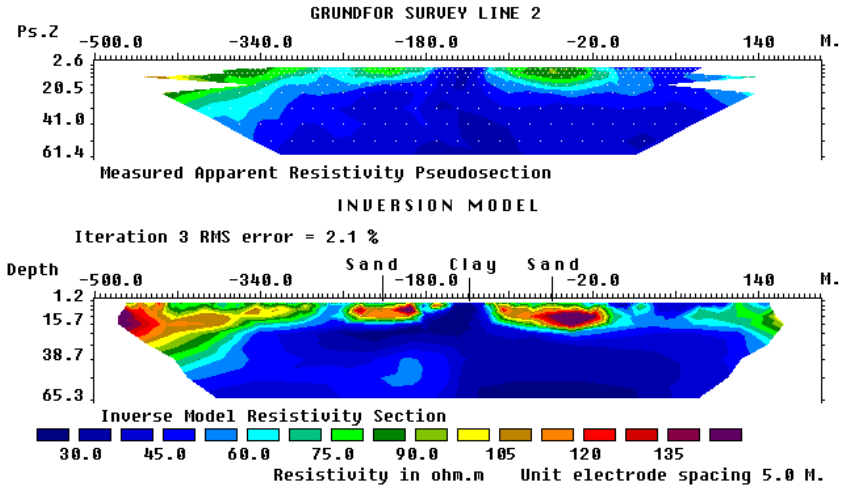 GRUNDFOR SURVEY LINE 2
Ps.Z
-500.0 -340.0 -180.0 -20.0 140 M.
2.6
20.5
41.0
61.4
Measured Apparent Resistivity Pseudosection
INVERSION MODEL
Iteration 3 RMS error = 2.1 %
Sand Clay Sand
Depth
-500.0 -340.0 -180.0 -20.0 140 M.
1.2
15.7
38.7
65.3
Inverse Model Resistivity Section
30.0 45.0 60.0 75.0 90.0 105 120 135
Resistivity in ohm.m Unit electrode spacing 5.0 M.